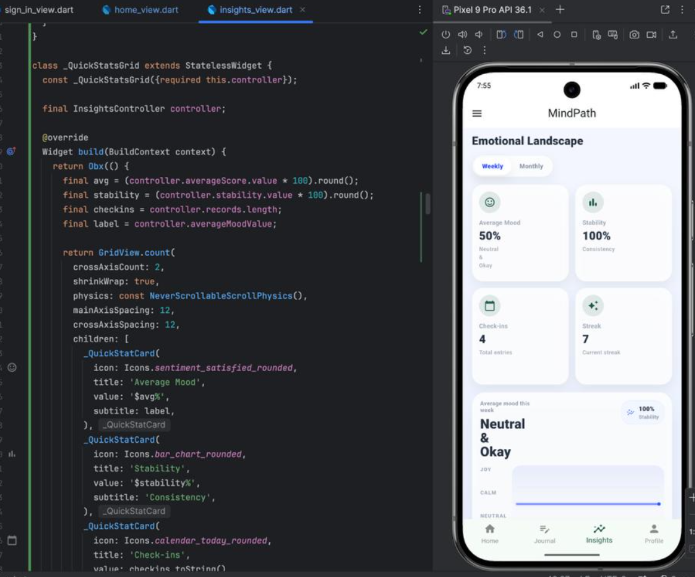 sign_in_view.dart
home_view.dart
insights_view.dart
Pixel 9 Pro API 36.1
}
class _QuickStatsGrid extends StatelessWidget {
const _QuickStatsGrid({required this.controller});
final InsightsController controller;
@override
Widget build(BuildContext context) {
return Obx(() {
final avg = (controller.averageScore.value * 100).round();
final stability = (controller.stability.value * 100).round();
final checkins = controller.records.length;
final label = controller.averageMoodValue;
return GridView.count(
crossAxisCount: 2,
shrinkWrap: true,
physics: const NeverScrollableScrollPhysics(),
mainAxisSpacing: 12,
crossAxisSpacing: 12,
children: [
_QuickStatCard(
icon: Icons.sentiment_satisfied_rounded,
title: 'Average Mood',
value: '$avg%',
subtitle: label,
), _QuickStatCard
_QuickStatCard(
icon: Icons.bar_chart_rounded,
title: 'Stability',
value: '$stability%',
subtitle: 'Consistency',
), _QuickStatCard
_QuickStatCard(
icon: Icons.calendar_today_rounded,
title: 'Check-ins',
value: checkins.toString()
7:55
MindPath
Emotional Landscape
Weekly
Monthly
Average Mood
50%
Neutral
&
Okay
Stability
100%
Consistency
Check-ins
4
Total entries
Streak
7
Current streak
Average mood this
week
Neutral
&
Okay
100%
Stability
JOY
CALM
NEUTRAL
Home
Journal
Insights
Profile